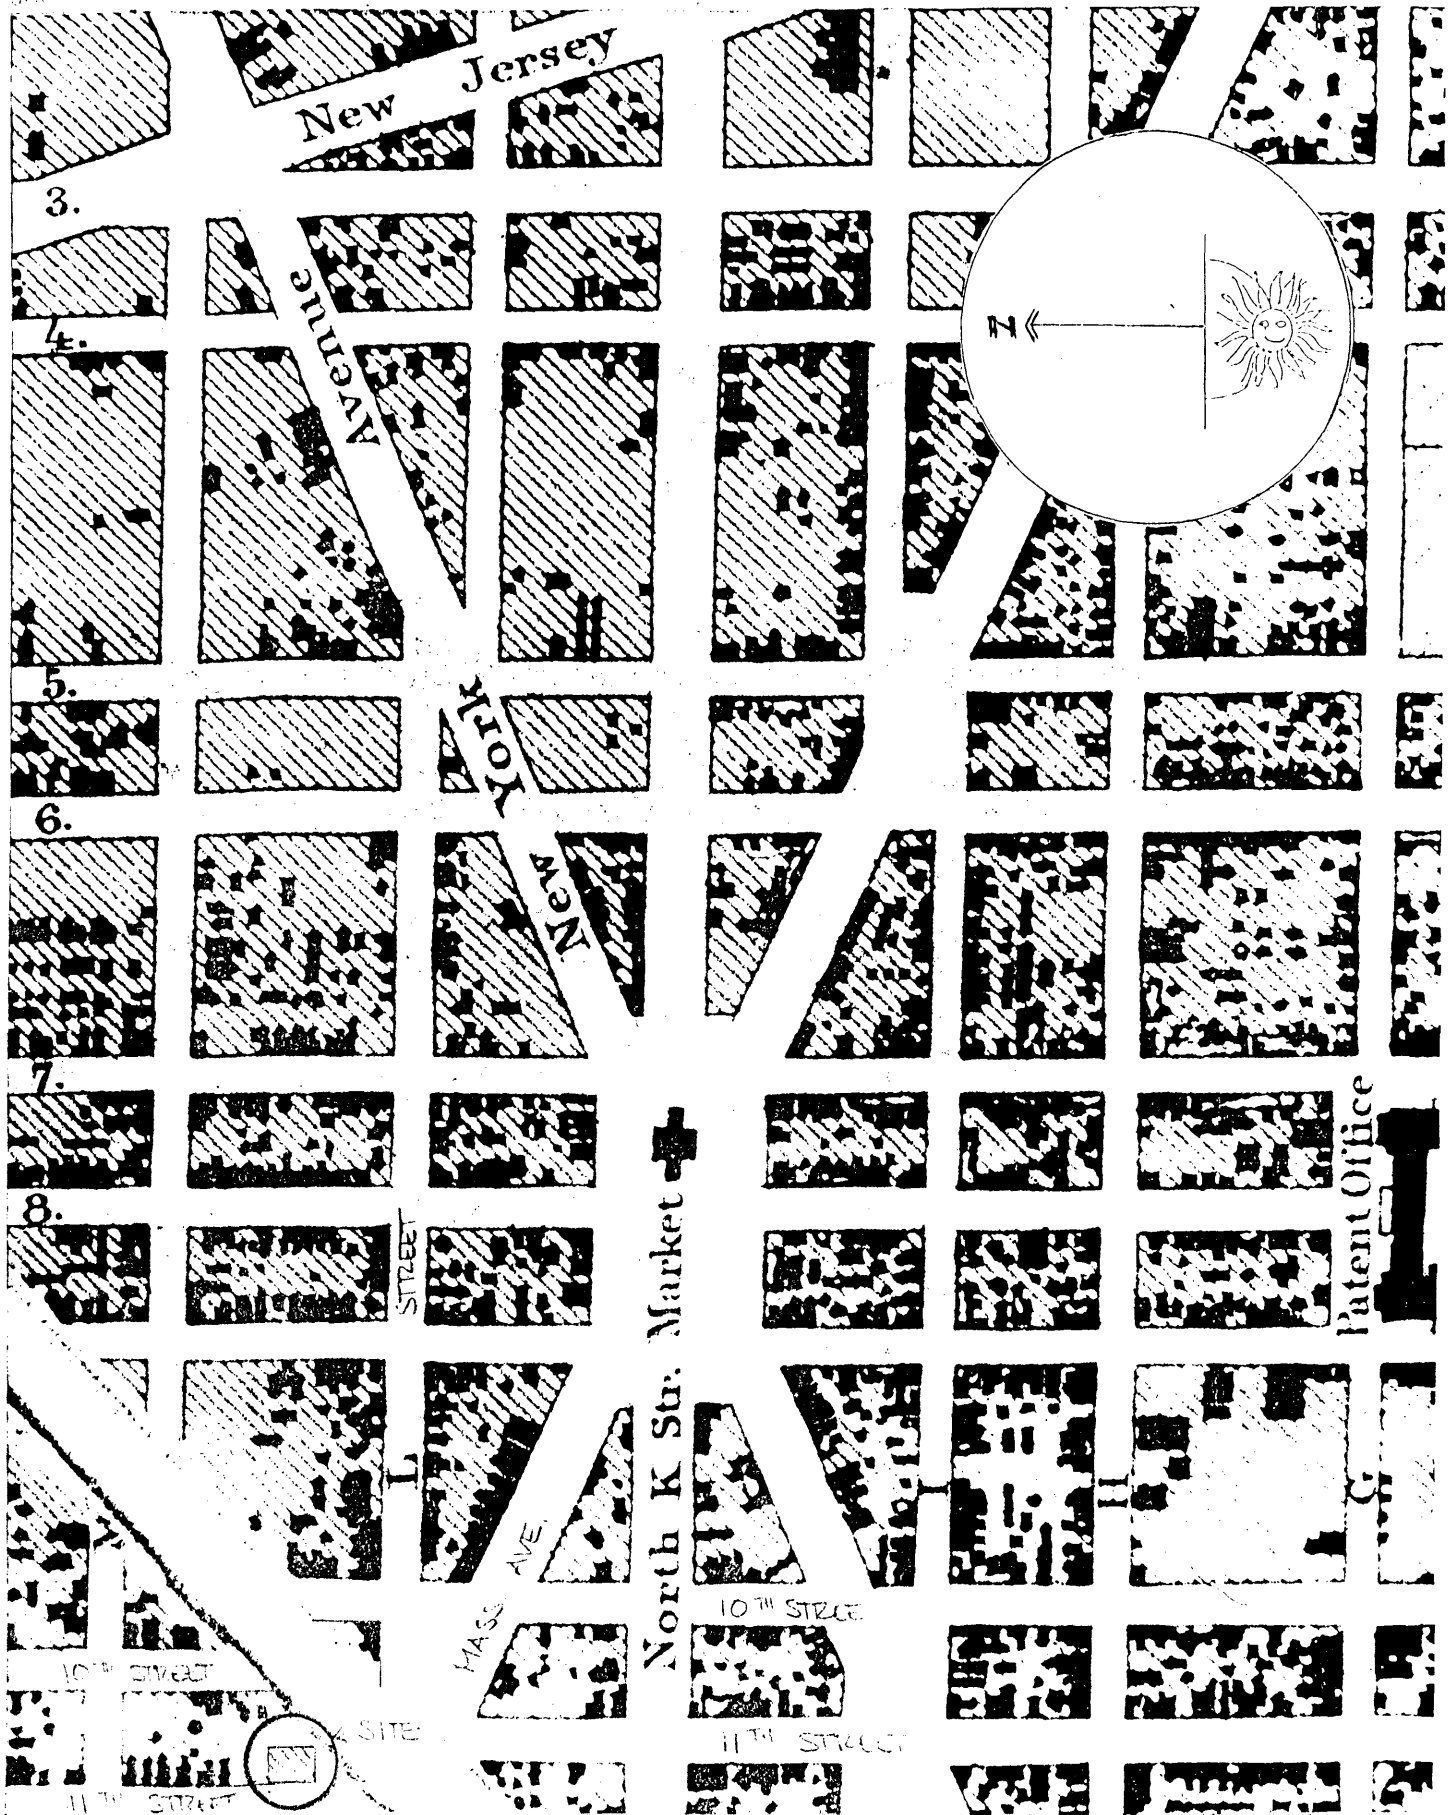 New Jersey
3.
Avenue
4.
N
5.
York
6.
New
7.
Patent Office
8.
STREET
Market
North K Str.
L
I
H
G
MASS AVE.
10TH STREE
10TH STREET
SITE
11TH STREET
11TH STREET